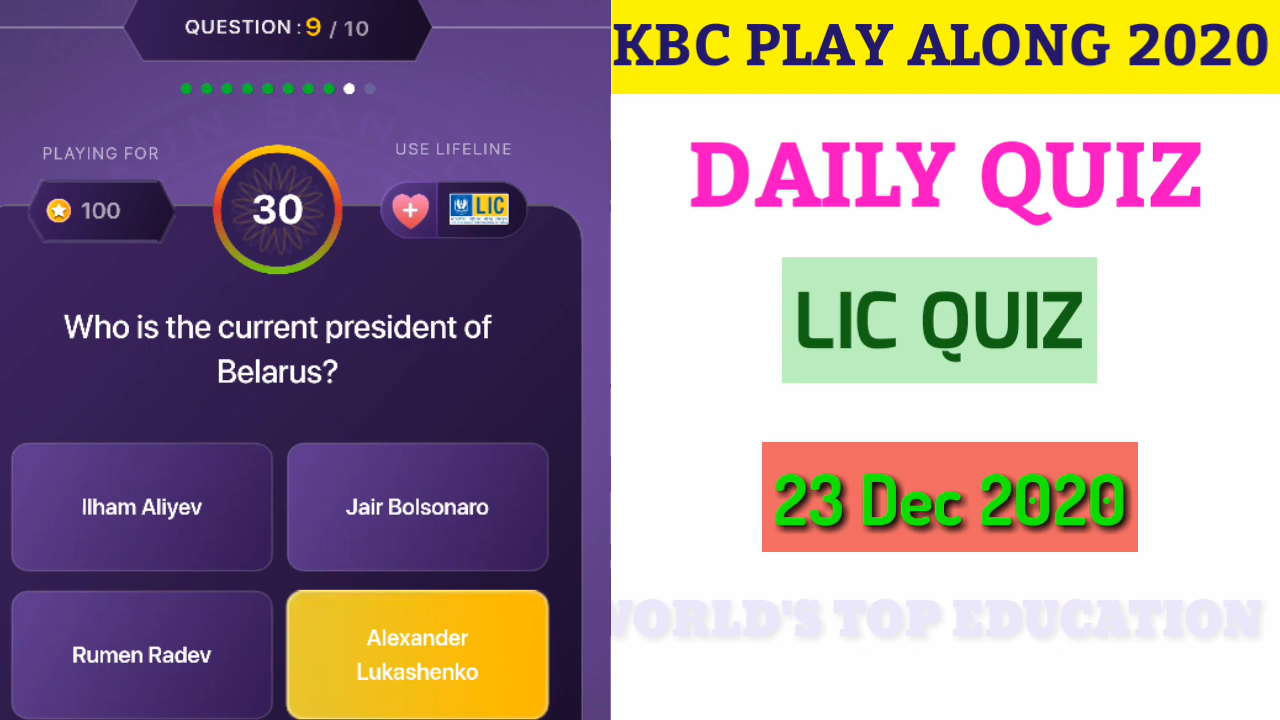 QUESTION : 9 / 10
PLAYING FOR
100
30
USE LIFELINE
LIC
Who is the current president of
Belarus?
Ilham Aliyev
Jair Bolsonaro
Rumen Radev
Alexander
Lukashenko
KBC PLAY ALONG 2020
DAILY QUIZ
LIC QUIZ
23 Dec 2020
WORLD'S TOP EDUCATION